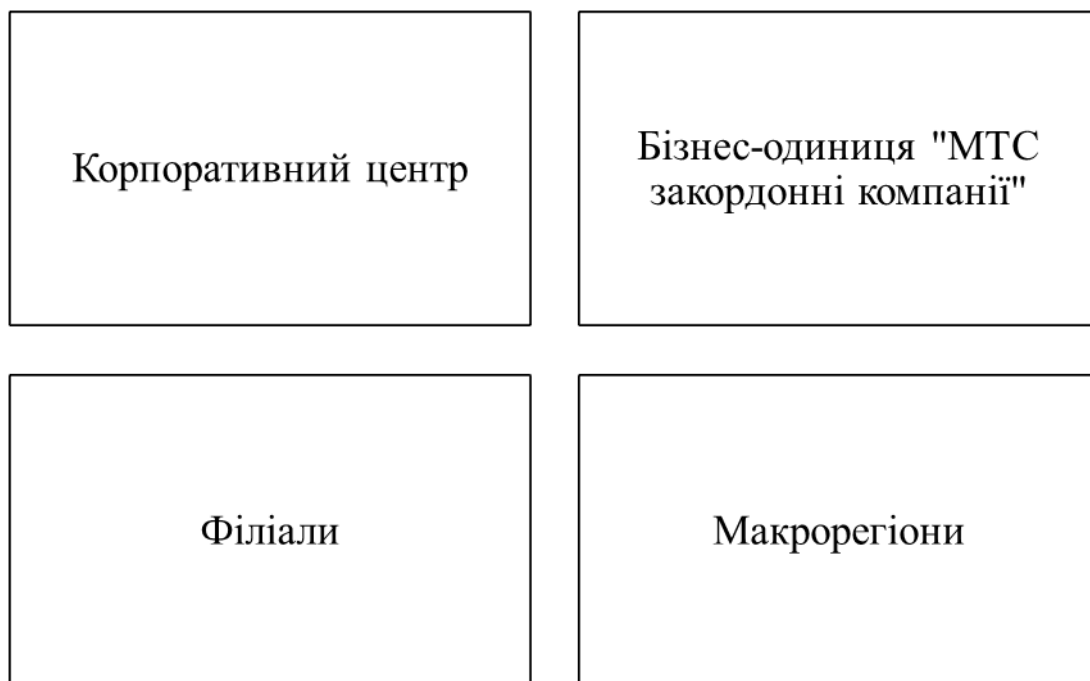 Корпоративний центр
Бізнес-одиниця "МТС
закордонні компанії"
Філіали
Макрорегіони